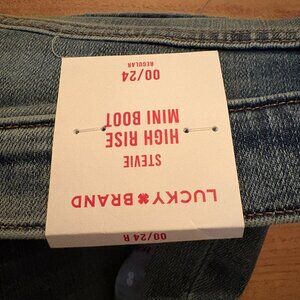 00/24 R
LUCKY BRAND
STEVIE
HIGH RISE
MINI BOOT
00/24
REGULAR